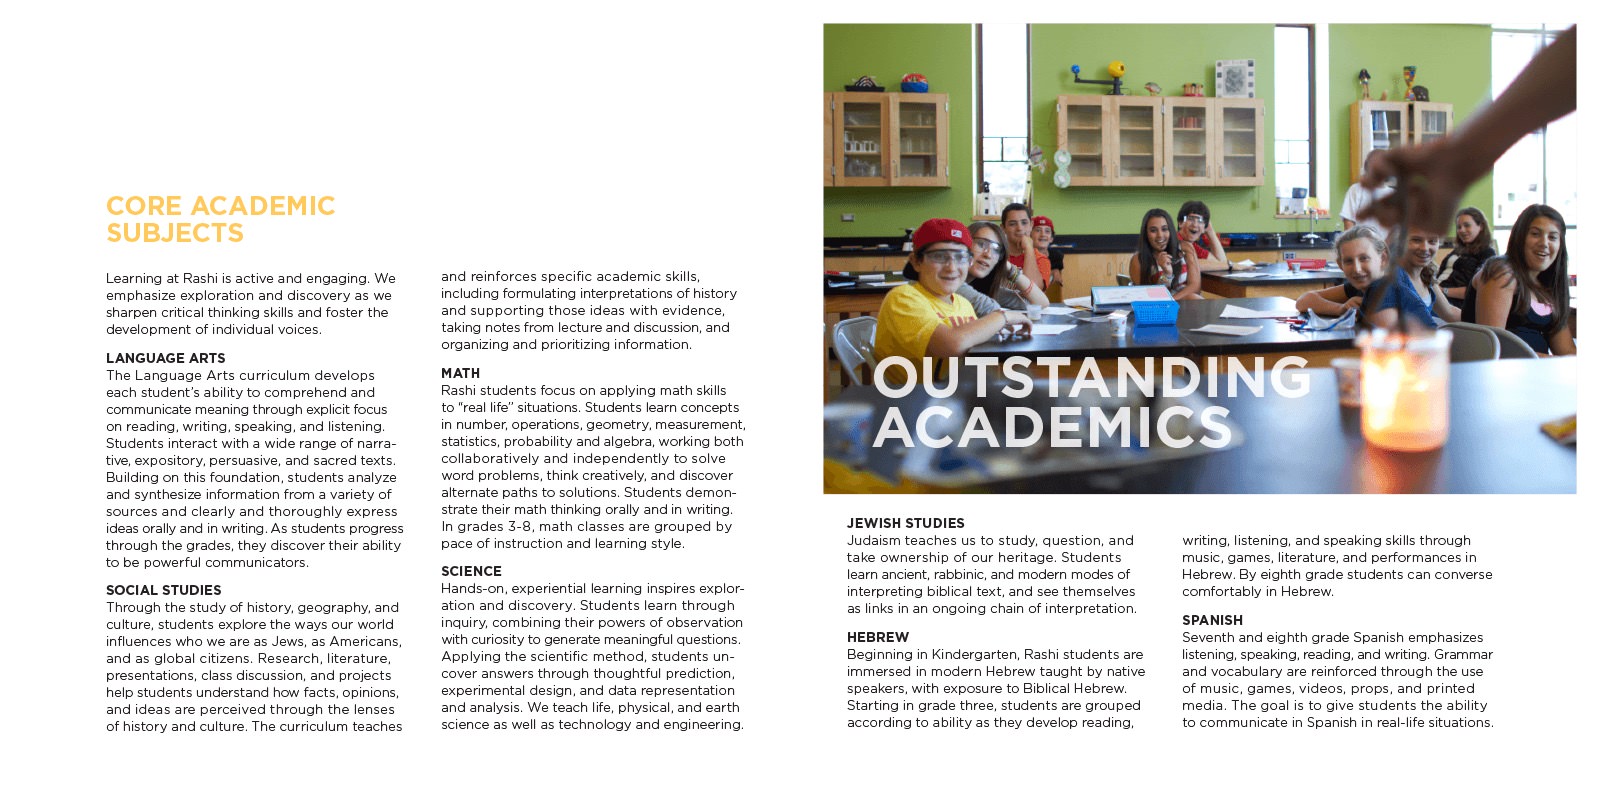 CORE ACADEMIC
SUBJECTS
Learning at Rashi is active and engaging. We
emphasize exploration and discovery as we
sharpen critical thinking skills and foster the
development of individual voices.
LANGUAGE ARTS
The Language Arts curriculum develops
each student's ability to comprehend and
communicate meaning through explicit focus
on reading, writing, speaking, and listening.
Students interact with a wide range of narra-
tive, expository, persuasive, and sacred texts.
Building on this foundation, students analyze
and synthesize information from a variety of
sources and clearly and thoroughly express
ideas orally and in writing. As students progress
through the grades, they discover their ability
to be powerful communicators.
SOCIAL STUDIES
Through the study of history, geography, and
culture, students explore the ways our world
influences who we are as Jews, as Americans,
and as global citizens. Research, literature,
presentations, class discussion, and projects
help students understand how facts, opinions,
and ideas are perceived through the lenses
of history and culture. The curriculum teaches
and reinforces specific academic skills,
including formulating interpretations of history
and supporting those ideas with evidence,
taking notes from lecture and discussion, and
organizing and prioritizing information.
MATH
Rashi students focus on applying math skills
to “real life” situations. Students learn concepts
in number, operations, geometry, measurement,
statistics, probability and algebra, working both
collaboratively and independently to solve
word problems, think creatively, and discover
alternate paths to solutions. Students demon-
strate their math thinking orally and in writing.
In grades 3-8, math classes are grouped by
pace of instruction and learning style.
SCIENCE
Hands-on, experiential learning inspires explor-
ation and discovery. Students learn through
inquiry, combining their powers of observation
with curiosity to generate meaningful questions.
Applying the scientific method, students un-
cover answers through thoughtful prediction,
experimental design, and data representation
and analysis. We teach life, physical, and earth
science as well as technology and engineering.
OUTSTANDING
ACADEMICS
JEWISH STUDIES
Judaism teaches us to study, question, and
take ownership of our heritage. Students
learn ancient, rabbinic, and modern modes of
interpreting biblical text, and see themselves
as links in an ongoing chain of interpretation.
HEBREW
Beginning in Kindergarten, Rashi students are
immersed in modern Hebrew taught by native
speakers, with exposure to Biblical Hebrew.
Starting in grade three, students are grouped
according to ability as they develop reading,
writing, listening, and speaking skills through
music, games, literature, and performances in
Hebrew. By eighth grade students can converse
comfortably in Hebrew.
SPANISH
Seventh and eighth grade Spanish emphasizes
listening, speaking, reading, and writing. Grammar
and vocabulary are reinforced through the use
of music, games, videos, props, and printed
media. The goal is to give students the ability
to communicate in Spanish in real-life situations.